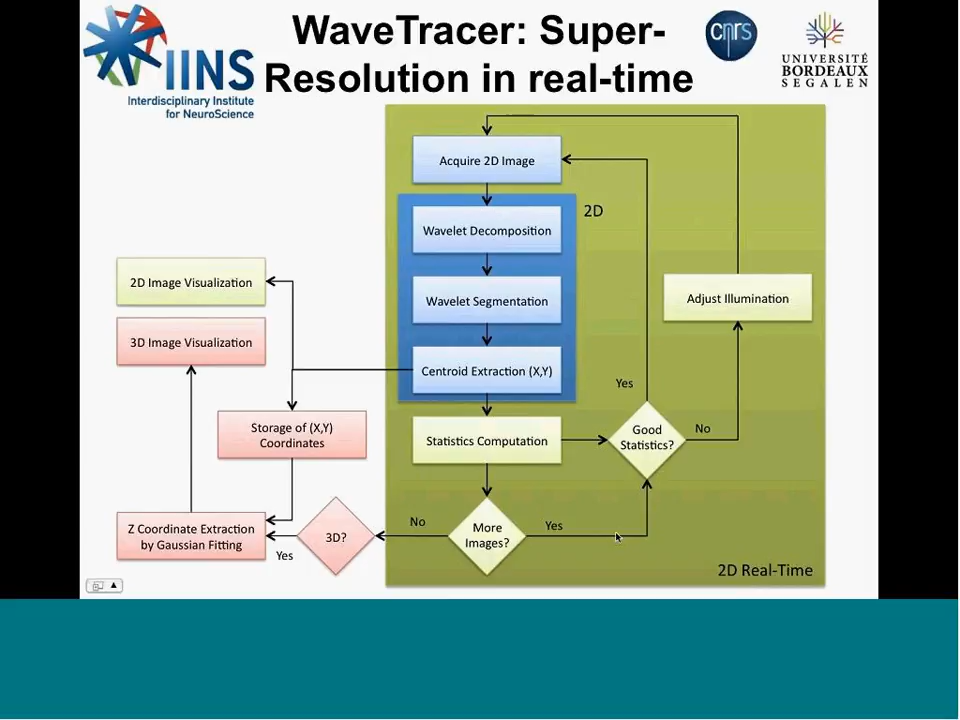 WaveTracer: Super-
Resolution in real-time
IINS
Interdisciplinary Institute
for NeuroScience
cnrs
UNIVERSITÉ
BORDEAUX
SEGALEN
Acquire 2D Image
2D
Wavelet Decomposition
Wavelet Segmentation
Centroid Extraction (X,Y)
2D Image Visualization
3D Image Visualization
Adjust Illumination
Yes
Storage of (X,Y)
Coordinates
Statistics Computation
Good
Statistics?
No
Z Coordinate Extraction
by Gaussian Fitting
Yes
3D?
No
More
Images?
Yes
2D Real-Time